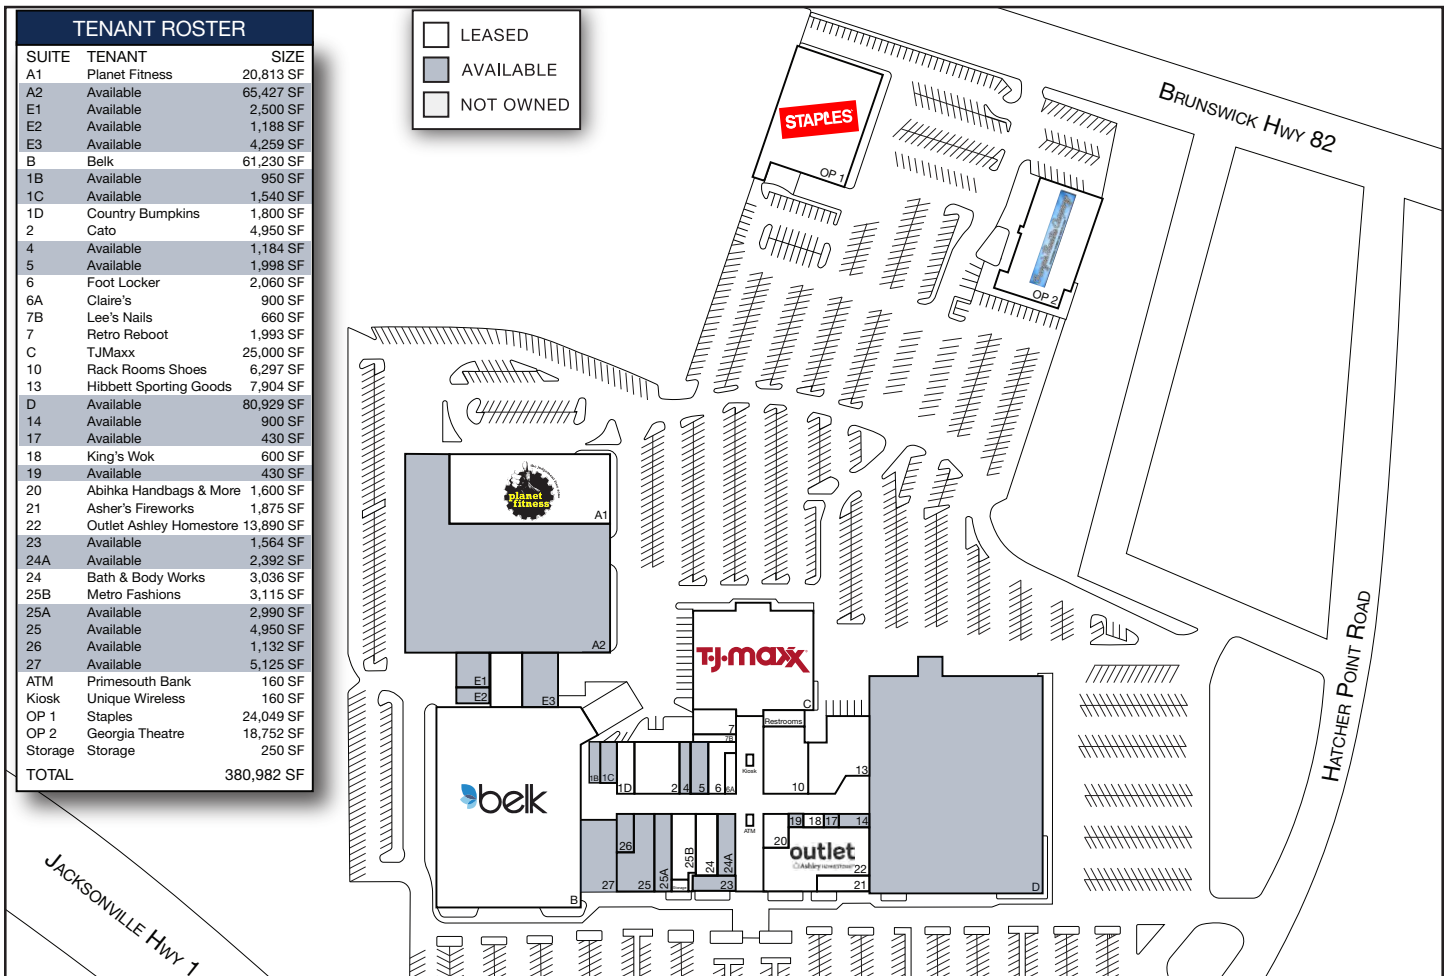 TENANT ROSTER
SUITE TENANT SIZE
A1 Planet Fitness 20,813 SF
A2 Available 65,427 SF
E1 Available 2,500 SF
E2 Available 1,188 SF
E3 Available 4,259 SF
B Belk 61,230 SF
1B Available 950 SF
1C Available 1,540 SF
1D Country Bumpkins 1,800 SF
2 Cato 4,950 SF
4 Available 1,184 SF
5 Available 1,998 SF
6 Foot Locker 2,060 SF
6A Claire's 900 SF
7B Lee's Nails 660 SF
7 Retro Reboot 1,993 SF
C TJMaxx 25,000 SF
10 Rack Rooms Shoes 6,297 SF
13 Hibbett Sporting Goods 7,904 SF
D Available 80,929 SF
14 Available 900 SF
17 Available 430 SF
18 King's Wok 600 SF
19 Available 430 SF
20 Abihka Handbags & More 1,600 SF
21 Asher's Fireworks 1,875 SF
22 Outlet Ashley Homestore 13,890 SF
23 Available 1,564 SF
24A Available 2,392 SF
24 Bath & Body Works 3,036 SF
25B Metro Fashions 3,115 SF
25A Available 2,990 SF
25 Available 4,950 SF
26 Available 1,132 SF
27 Available 5,125 SF
ATM Primesouth Bank 160 SF
Kiosk Unique Wireless 160 SF
OP 1 Staples 24,049 SF
OP 2 Georgia Theatre 18,752 SF
Storage Storage 250 SF
TOTAL 380,982 SF
LEASED
AVAILABLE
NOT OWNED
STAPLES
OP 1
BRUNSWICK HWY 82
OP 2
HATCHER POINT ROAD
planet
fitness
A1
A2
E1
E2
E3
T·J·maxx
C
Restrooms
7
7B
Kiosk
1B
1C
1D
2
4
5
6
6A
10
13
belk
B
ATM
19
18
17
14
20
outlet
Ashley HOMESTORE
22
21
26
27
25
25A
25B
Storage
24
24A
23
D
JACKSONVILLE HWY 1